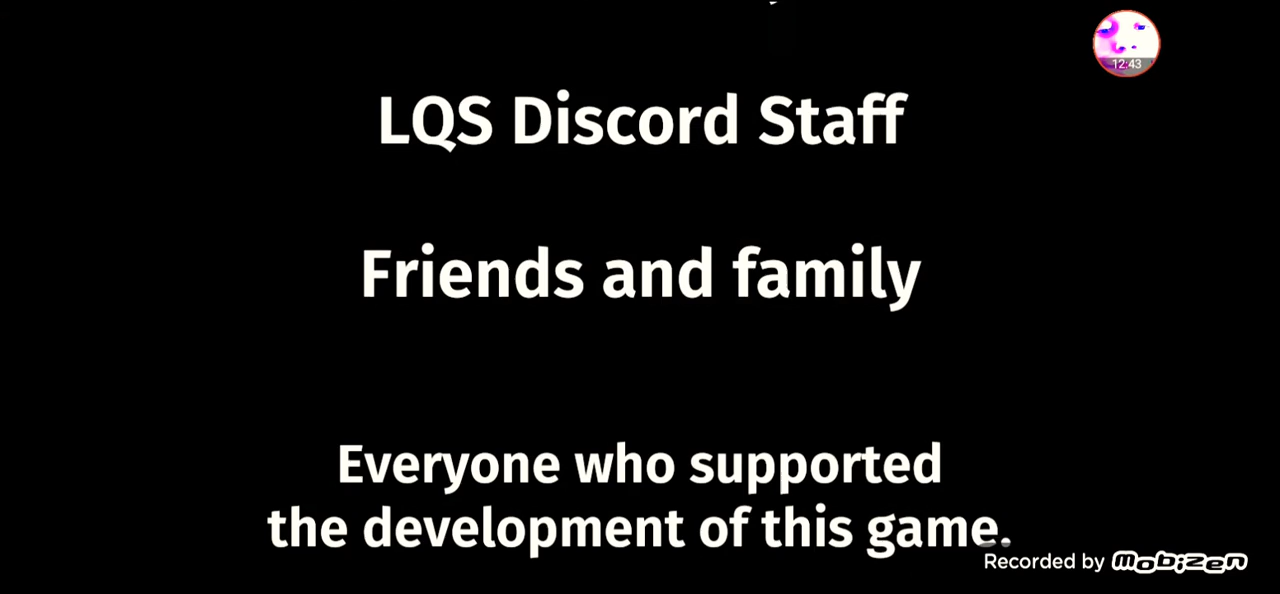 12:43
LQS Discord Staff
Friends and family
Everyone who supported
the development of this game.
Recorded by Mobizen